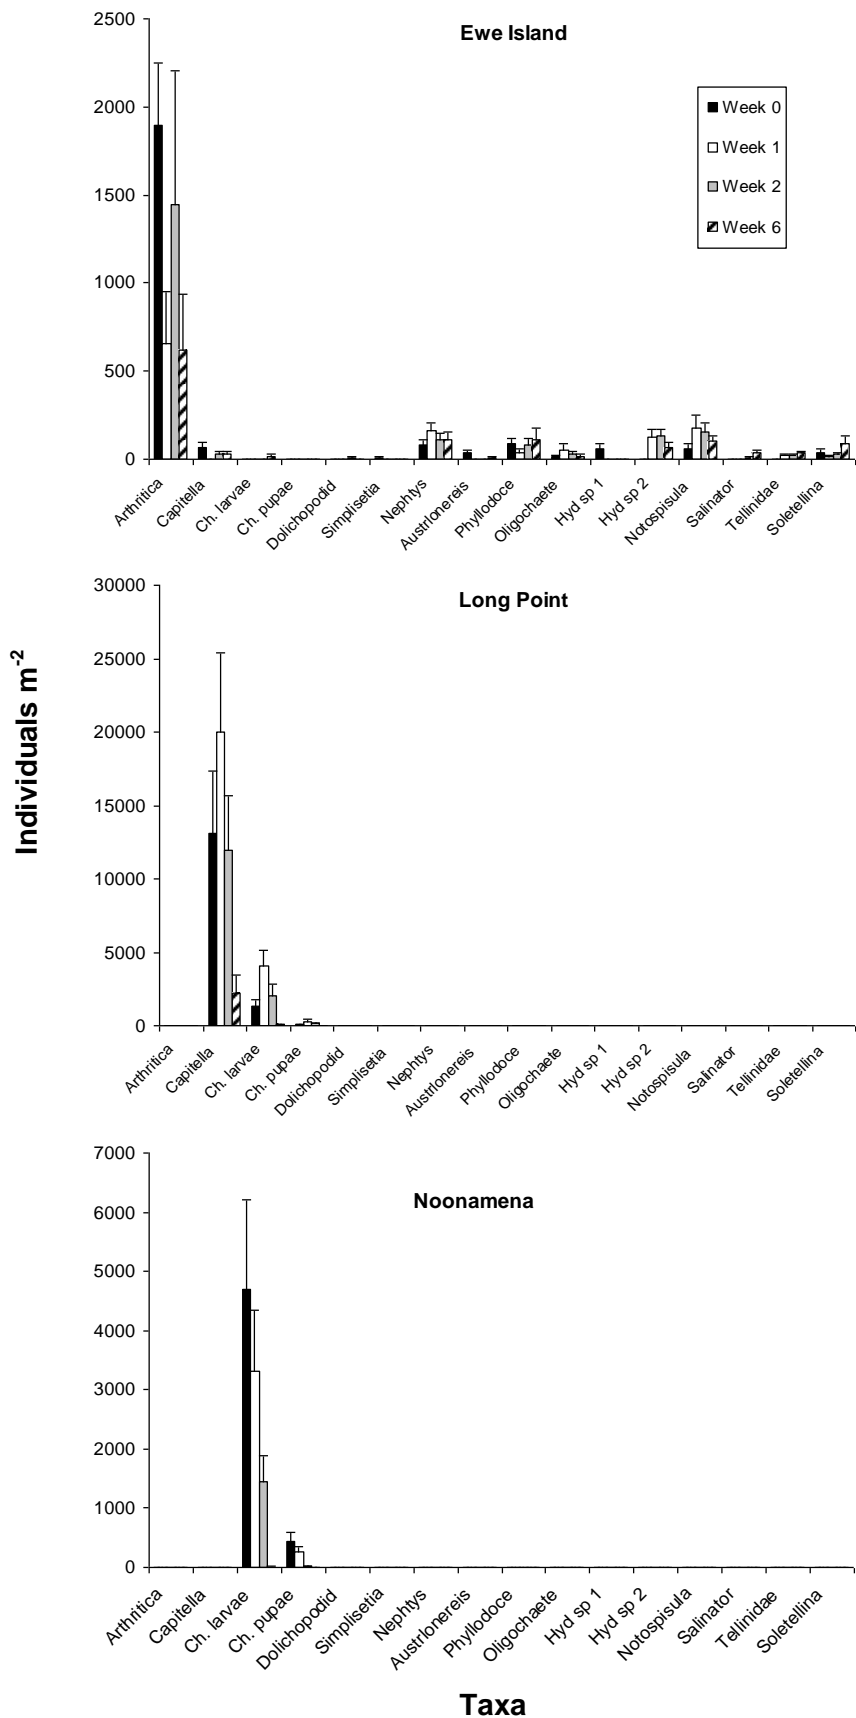 Ewe Island
2500
2000
1500
1000
500
0
Week 0
Week 1
Week 2
Week 6
Arthritica
Capitella
Ch. larvae
Ch. pupae
Dolichopodid
Simplisetia
Nephtys
Austrlonereis
Phyllodoce
Oligochaete
Hyd sp 1
Hyd sp 2
Notospisula
Salinator
Tellinidae
Soletellina
Individuals m-2
Long Point
30000
25000
20000
15000
10000
5000
0
Arthritica
Capitella
Ch. larvae
Ch. pupae
Dolichopodid
Simplisetia
Nephtys
Austrlonereis
Phyllodoce
Oligochaete
Hyd sp 1
Hyd sp 2
Notospisula
Salinator
Tellinidae
Soletellina
Noonamena
7000
6000
5000
4000
3000
2000
1000
0
Arthritica
Capitella
Ch. larvae
Ch. pupae
Dolichopodid
Simplisetia
Nephtys
Austrlonereis
Phyllodoce
Oligochaete
Hyd sp 1
Hyd sp 2
Notospisula
Salinator
Tellinidae
Soletellina
Taxa